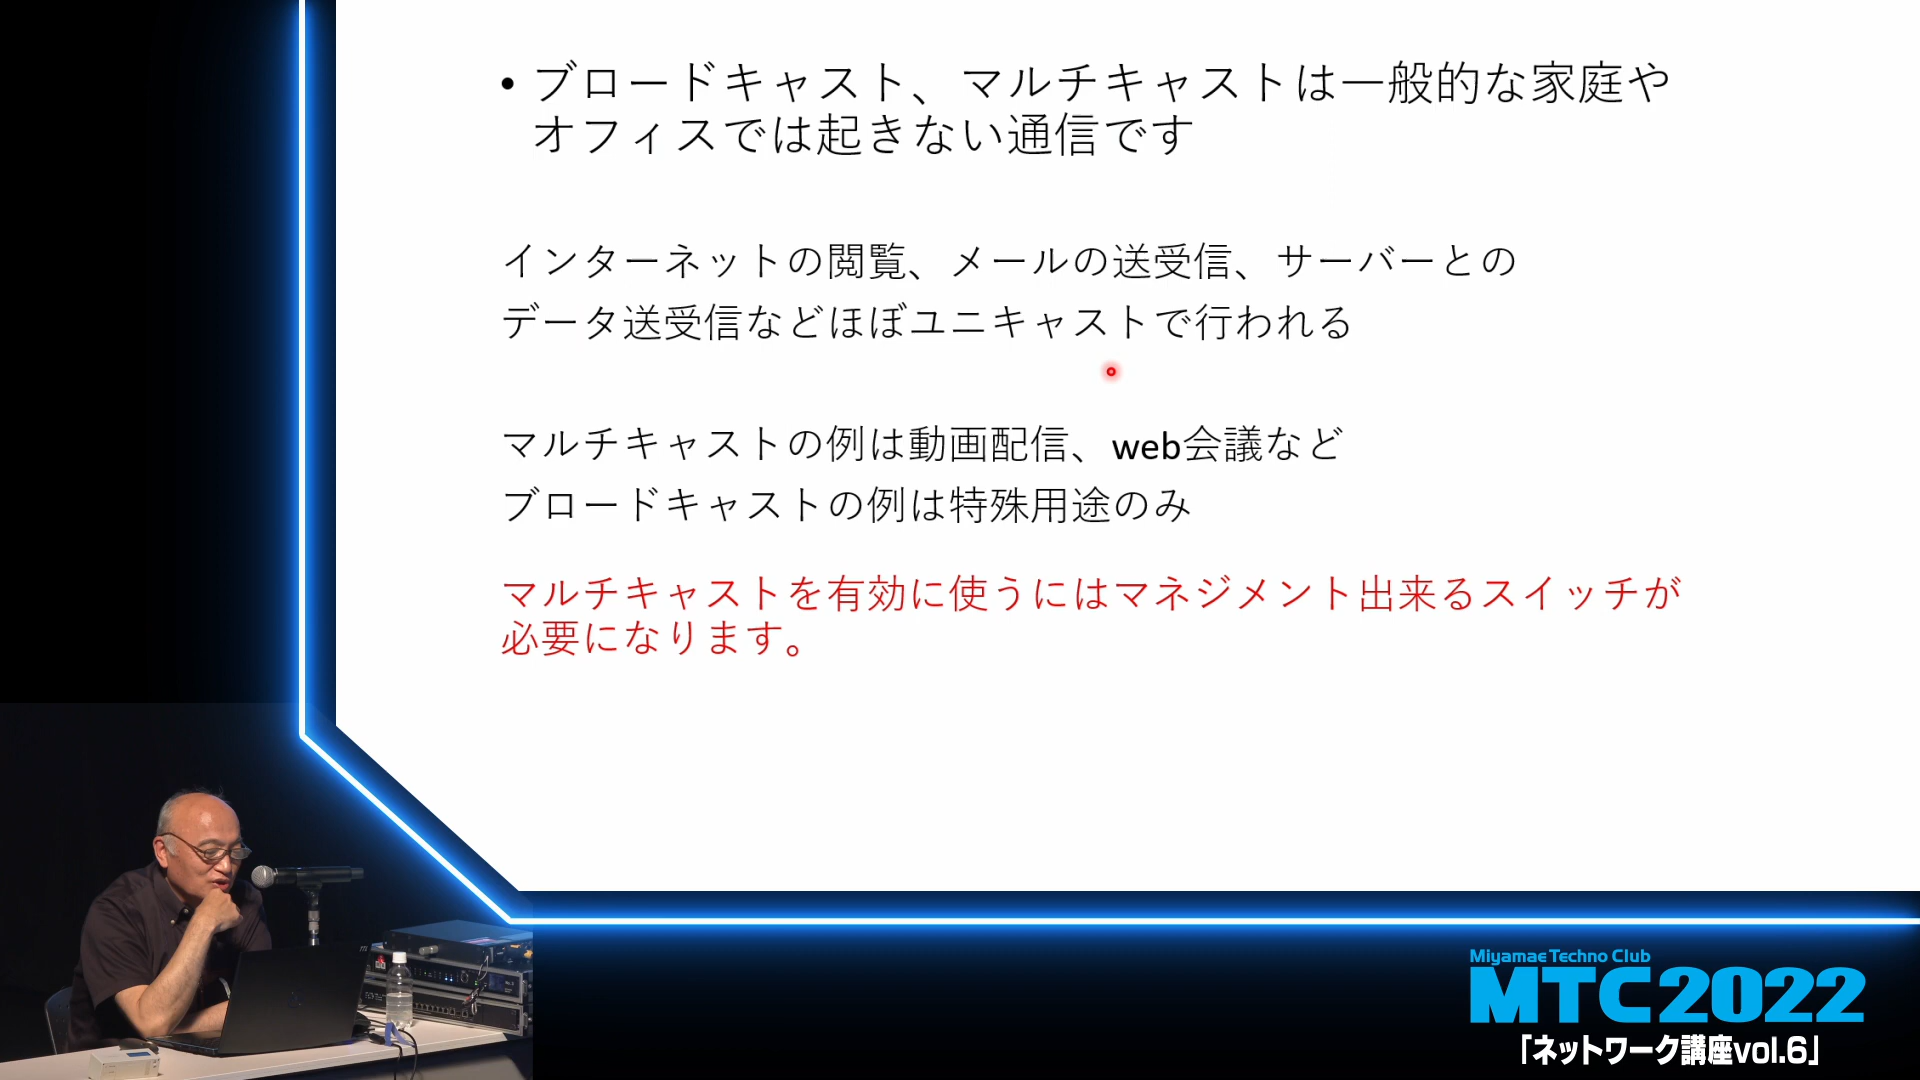 • ブロードキャスト、マルチキャストは一般的な家庭や
オフィスでは起きない通信です
インターネットの閲覧、メールの送受信、サーバーとの
データ送受信などほぼユニキャストで行われる
マルチキャストの例は動画配信、web会議など
ブロードキャストの例は特殊用途のみ
マルチキャストを有効に使うにはマネジメント出来るスイッチが
必要になります。
Miyamae Techno Club
MTC2022
「ネットワーク講座vol.6」